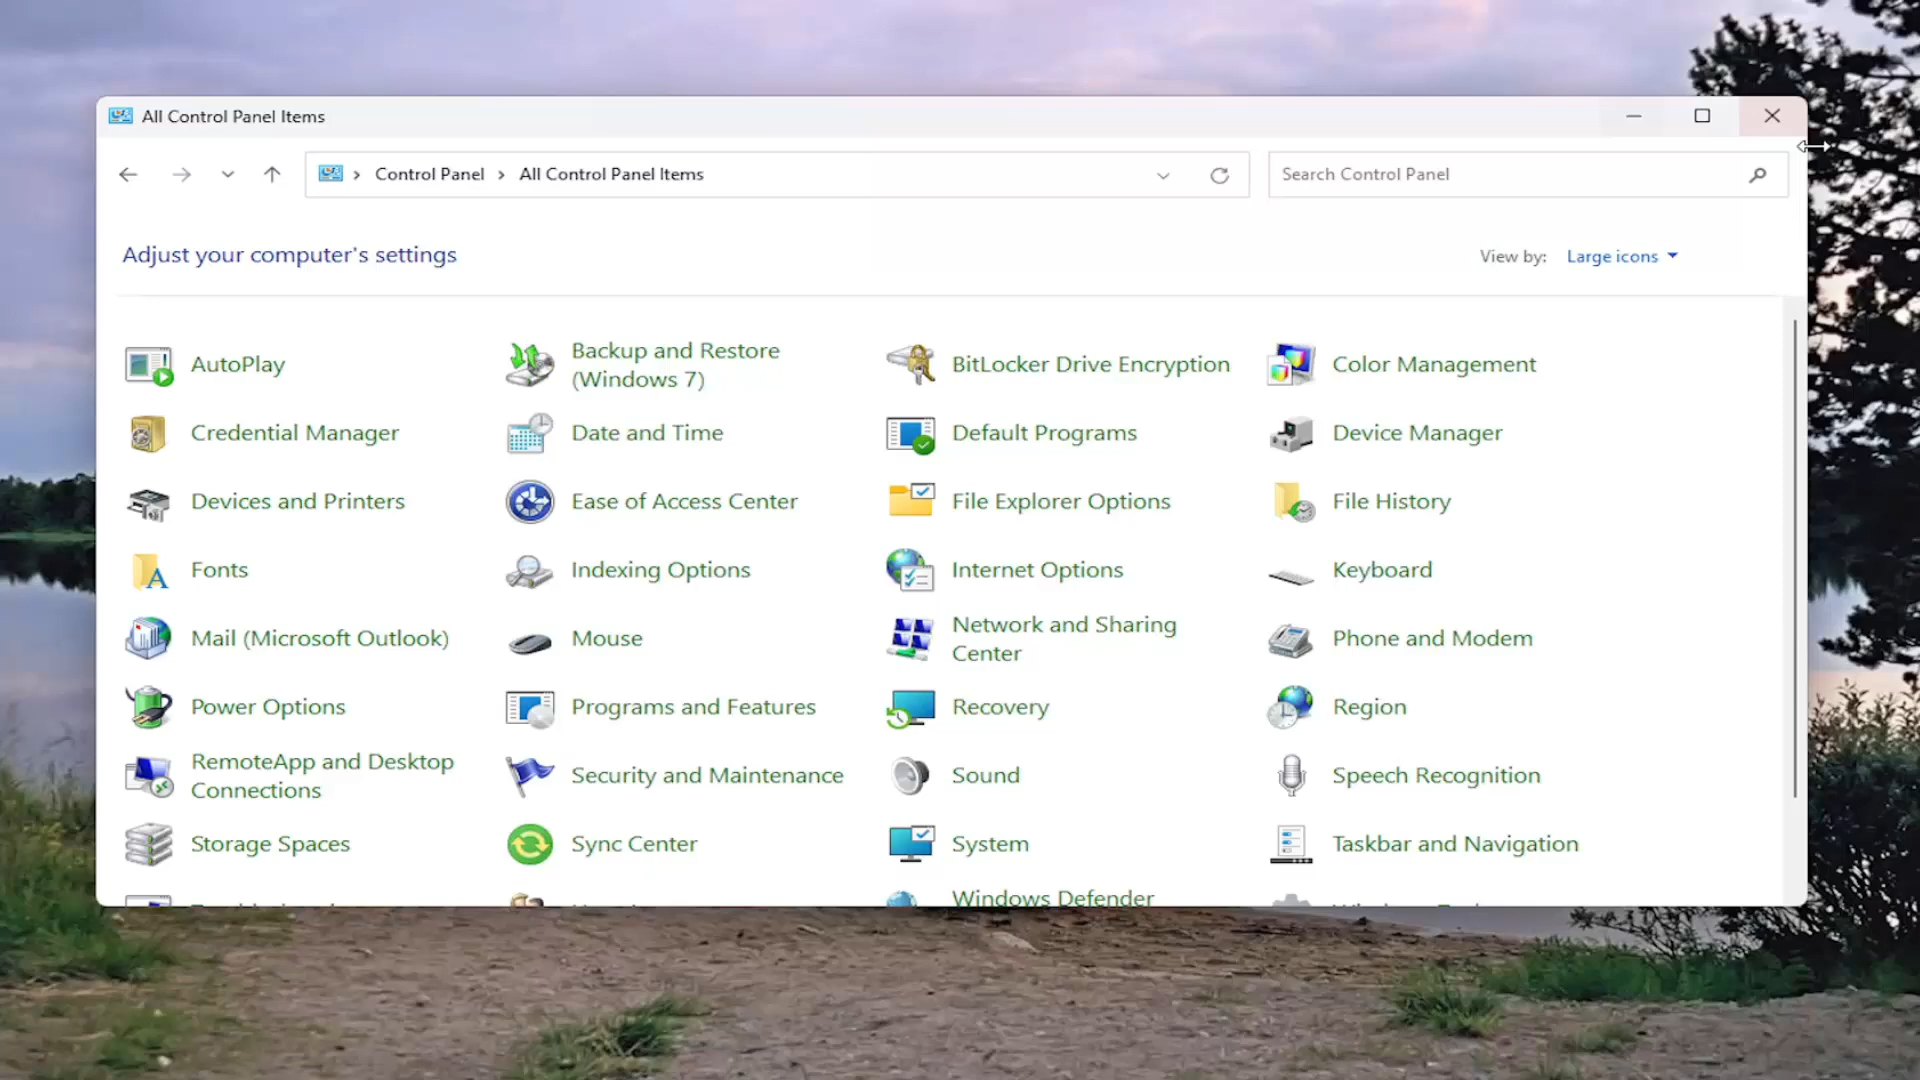 All Control Panel Items
Control Panel > All Control Panel Items
Search Control Panel
Adjust your computer's settings
View by: Large icons
AutoPlay
Backup and Restore
(Windows 7)
BitLocker Drive Encryption
Color Management
Credential Manager
Date and Time
Default Programs
Device Manager
Devices and Printers
Ease of Access Center
File Explorer Options
File History
Fonts
Indexing Options
Internet Options
Keyboard
Mail (Microsoft Outlook)
Mouse
Network and Sharing
Center
Phone and Modem
Power Options
Programs and Features
Recovery
Region
RemoteApp and Desktop
Connections
Security and Maintenance
Sound
Speech Recognition
Storage Spaces
Sync Center
System
Taskbar and Navigation
Windows Defender